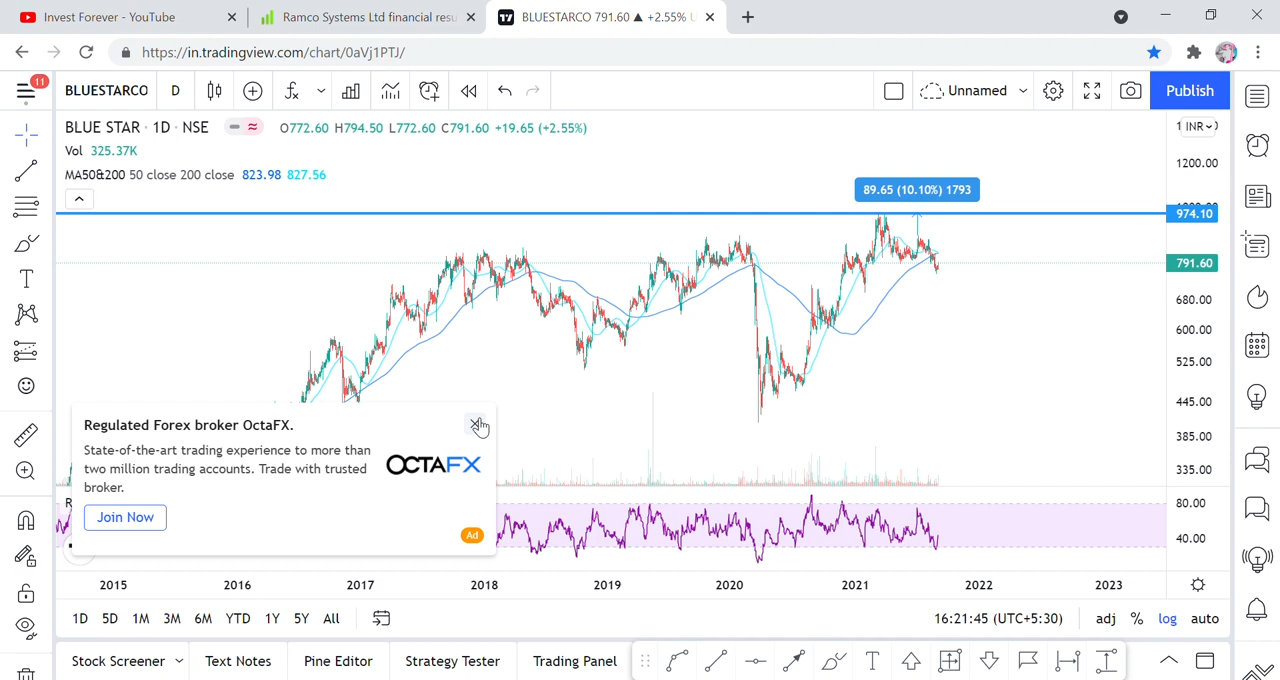 Invest Forever - YouTube
Ramco Systems Ltd financial resu
BLUESTARCO 791.60 ▲ +2.55%
https://in.tradingview.com/chart/0aVj1PTJ/
11
BLUESTARCO
D
Unnamed
Publish
BLUE STAR · 1D · NSE
O772.60 H794.50 L772.60 C791.60 +19.65 (+2.55%)
INR
Vol 325.37K
1200.00
MA50&200 50 close 200 close 823.98 827.56
89.65 (10.10%) 1793
974.10
791.60
680.00
600.00
525.00
445.00
385.00
335.00
Regulated Forex broker OctaFX.
State-of-the-art trading experience to more than
two million trading accounts. Trade with trusted
broker.
OCTAFX
Join Now
Ad
80.00
40.00
2015 2016 2017 2018 2019 2020 2021 2022 2023
1D 5D 1M 3M 6M YTD 1Y 5Y All
16:21:45 (UTC+5:30)
adj % log auto
Stock Screener
Text Notes
Pine Editor
Strategy Tester
Trading Panel